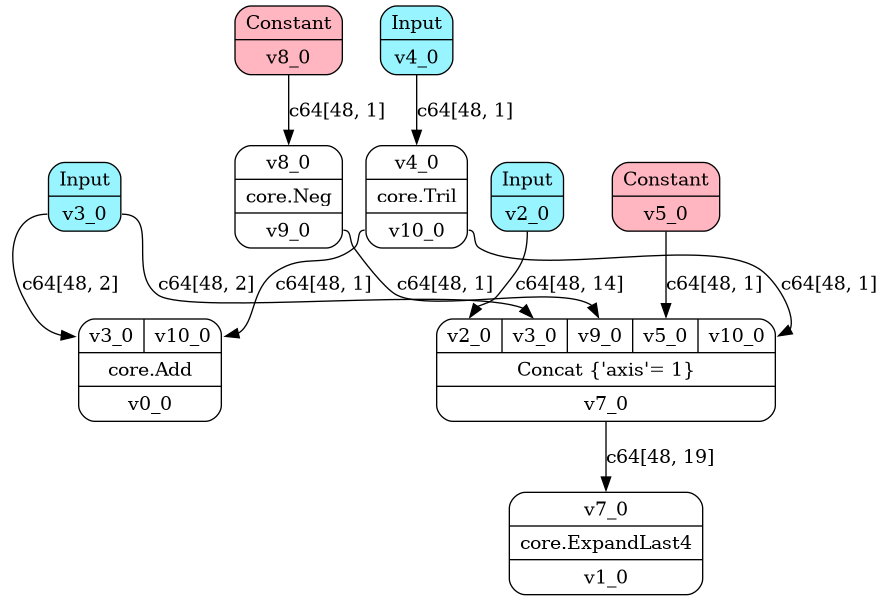 Constant
v8_0
Input
v4_0
c64[48, 1]
c64[48, 1]
v8_0
core.Neg
v9_0
v4_0
core.Tril
v10_0
Input
v3_0
Input
v2_0
Constant
v5_0
c64[48, 2]
c64[48, 2]
c64[48, 1]
c64[48, 1]
c64[48, 14]
c64[48, 1]
c64[48, 1]
v3_0 v10_0
core.Add
v0_0
v2_0 v3_0 v9_0 v5_0 v10_0
Concat {'axis'= 1}
v7_0
c64[48, 19]
v7_0
core.ExpandLast4
v1_0